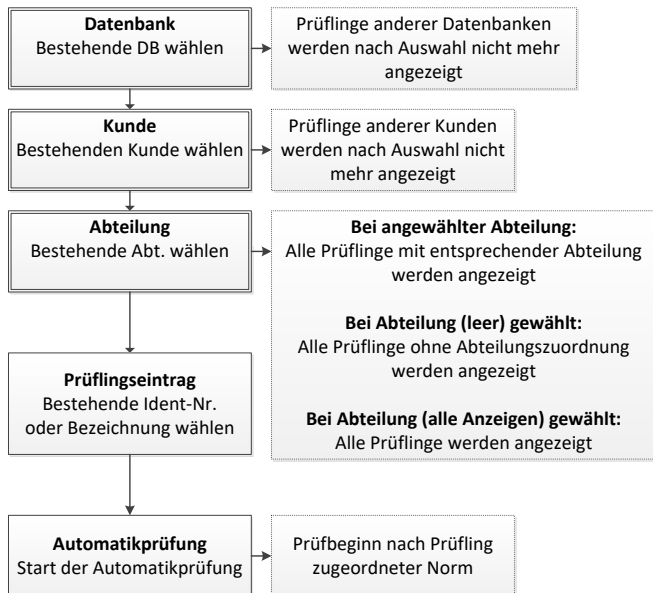 Datenbank
Bestehende DB wählen
Prüflinge anderer Datenbanken
werden nach Auswahl nicht mehr
angezeigt
Kunde
Bestehenden Kunde wählen
Prüflinge anderer Kunden
werden nach Auswahl nicht
mehr angezeigt
Abteilung
Bestehende Abt. wählen
Bei angewählter Abteilung:
Alle Prüflinge mit entsprechender Abteilung
werden angezeigt
Bei Abteilung (leer) gewählt:
Alle Prüflinge ohne Abteilungszuordnung
werden angezeigt
Bei Abteilung (alle Anzeigen) gewählt:
Alle Prüflinge werden angezeigt
Prüflingseintrag
Bestehende Ident-Nr.
oder Bezeichnung wählen
Automatikprüfung
Start der Automatikprüfung
Prüfbeginn nach Prüfling
zugeordneter Norm